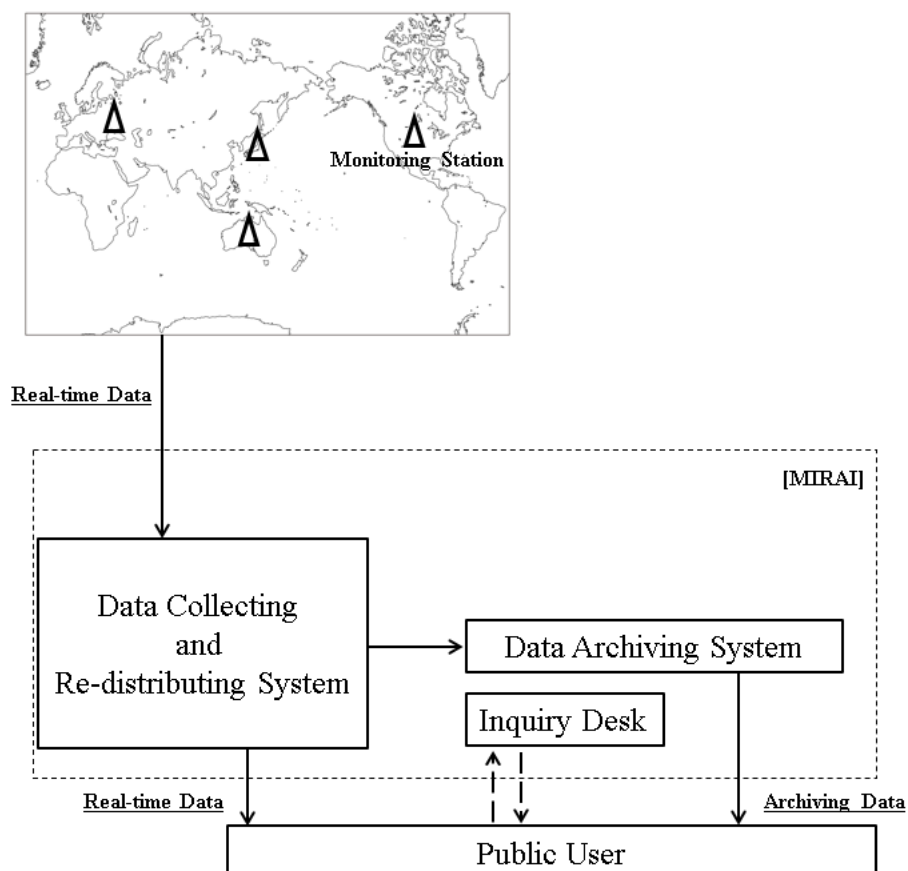 Monitoring Station
Real-time Data
[MIRAI]
Data Collecting
and
Re-distributing System
Data Archiving System
Inquiry Desk
Real-time Data
Archiving Data
Public User